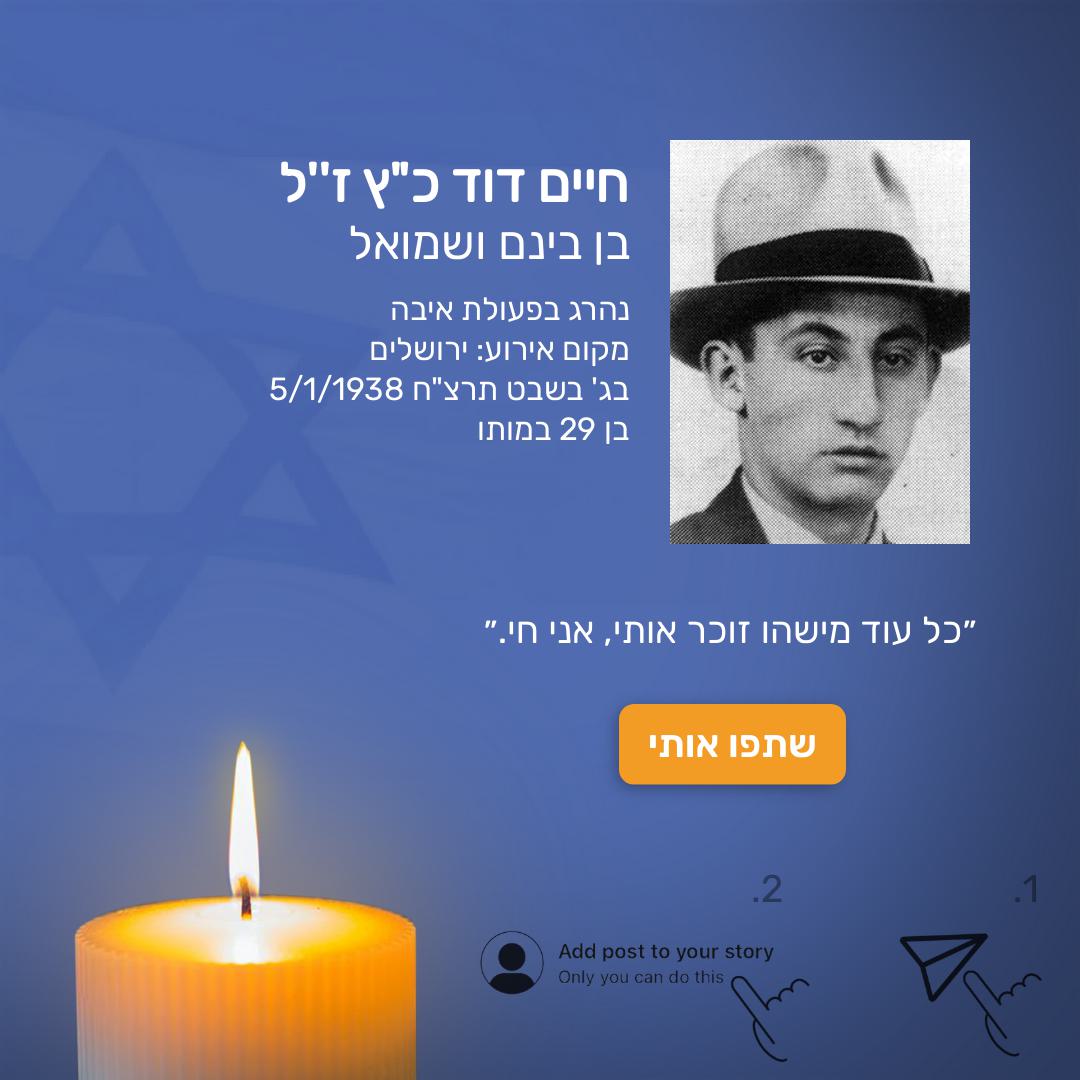 חיים דוד כ"ץ ז''ל
בן בינם ושמואל
נהרג בפעולת איבה
מקום אירוע: ירושלים
בג' בשבט תרצ"ח 5/1/1938
בן 29 במותו
״כל עוד מישהו זוכר אותי, אני חי.״
שתפו אותי
1.
2.
Add post to your story
Only you can do this